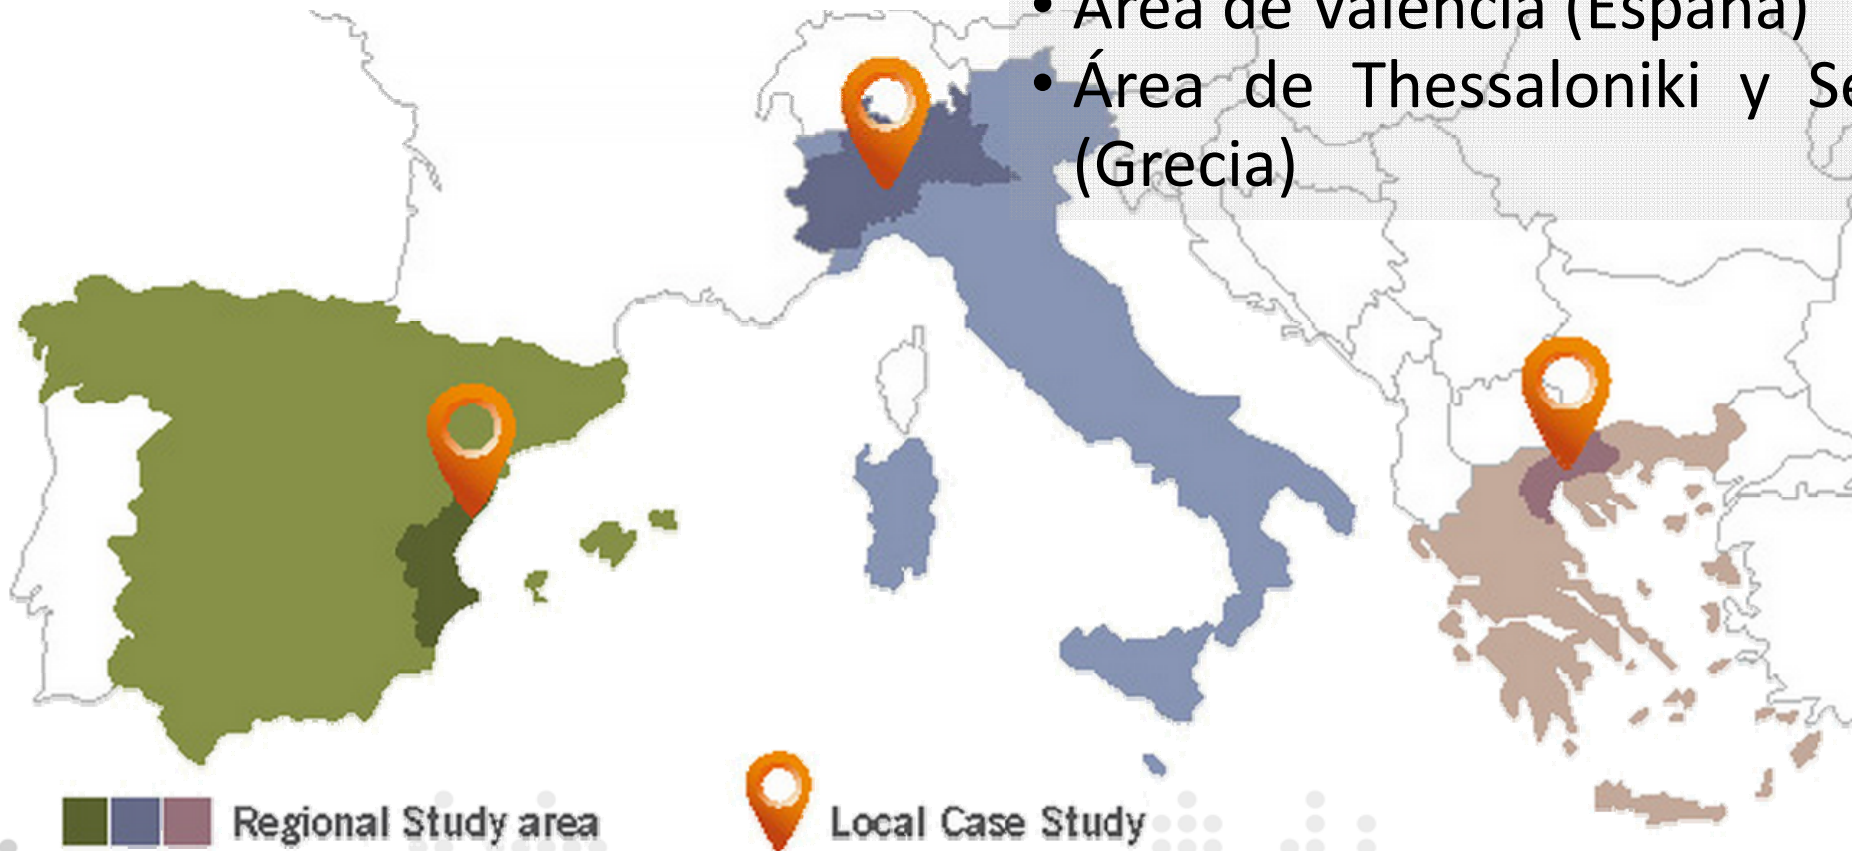 • Área de Valencia (España)
• Área de Thessaloniki y
(Grecia)
Regional Study area
Local Case Study